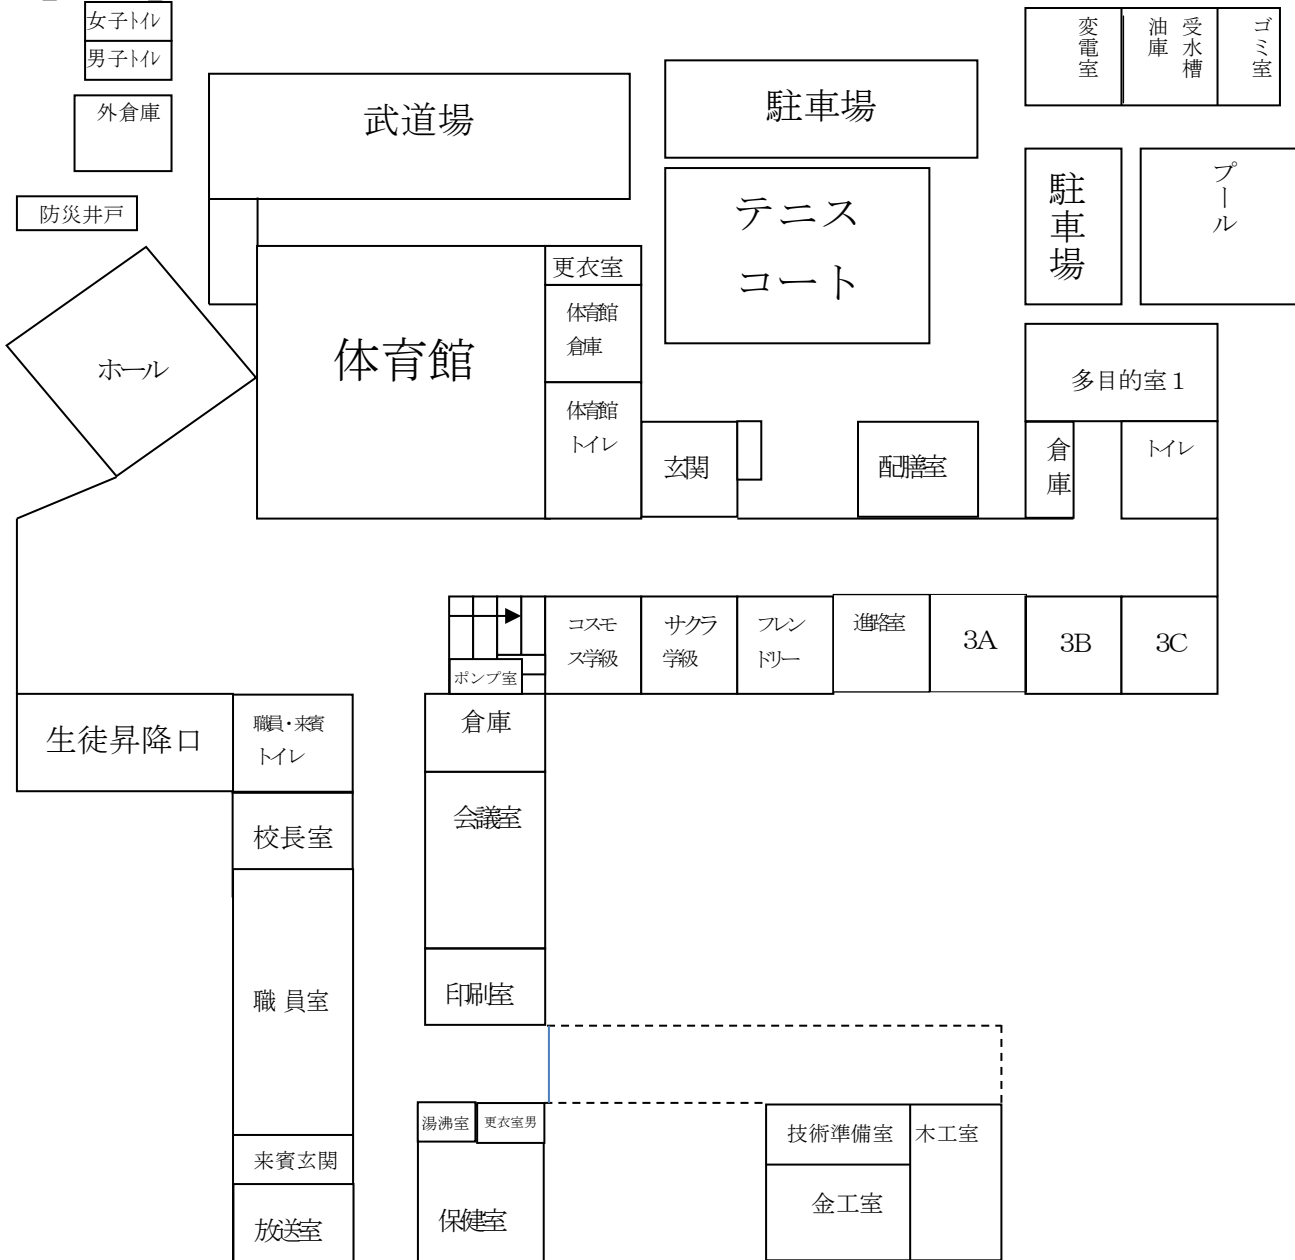 女子トイレ
男子トイレ
外倉庫
防災井戸
武道場
駐車場
変電室
油庫
受水槽
ゴミ室
テニス
コート
駐車場
プール
ホール
体育館
更衣室
体育館
倉庫
体育館
トイレ
玄関
配膳室
多目的室1
倉庫
トイレ
コスモ
ス学級
サクラ
学級
フレン
ドリー
進路室
3A
3B
3C
ポンプ室
生徒昇降口
職員・来賓
トイレ
倉庫
校長室
会議室
職 員室
印刷室
湯沸室
更衣室男
技術準備室
木工室
来賓玄関
金工室
放送室
保健室